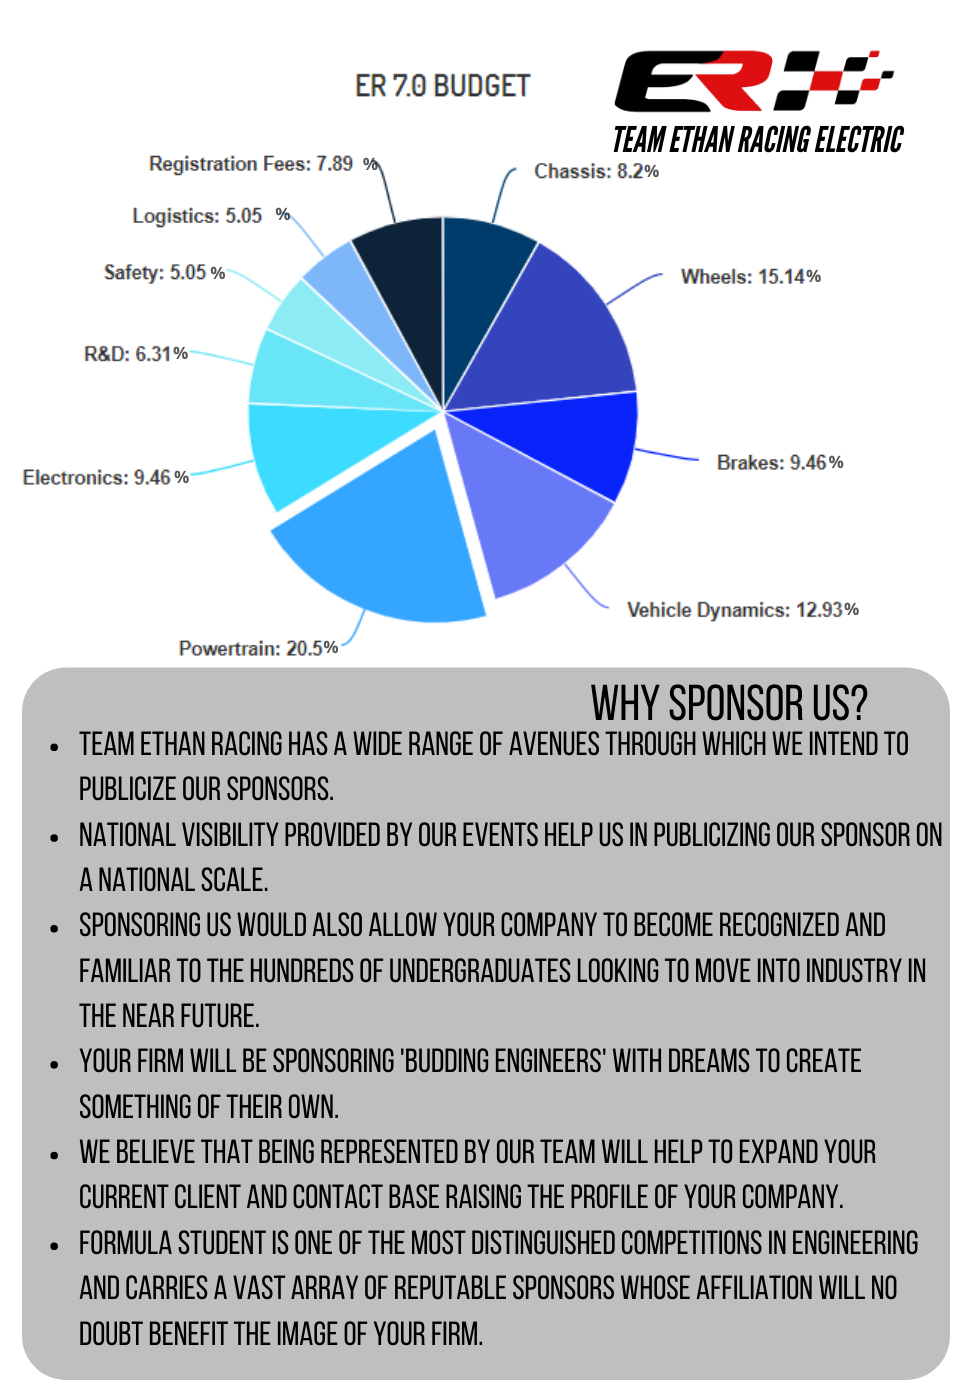 ER 7.0 BUDGET
ER
TEAM ETHAN RACING ELECTRIC
Registration Fees: 7.89 %
Chassis: 8.2%
Logistics: 5.05 %
Safety: 5.05 %
Wheels: 15.14%
R&D: 6.31%
Brakes: 9.46%
Electronics: 9.46 %
Vehicle Dynamics: 12.93%
Powertrain: 20.5%
WHY SPONSOR US?
• TEAM ETHAN RACING HAS A WIDE RANGE OF AVENUES THROUGH WHICH WE INTEND TO
PUBLICIZE OUR SPONSORS.
• NATIONAL VISIBILITY PROVIDED BY OUR EVENTS HELP US IN PUBLICIZING OUR SPONSOR ON
A NATIONAL SCALE.
• SPONSORING US WOULD ALSO ALLOW YOUR COMPANY TO BECOME RECOGNIZED AND
FAMILIAR TO THE HUNDREDS OF UNDERGRADUATES LOOKING TO MOVE INTO INDUSTRY IN
THE NEAR FUTURE.
• YOUR FIRM WILL BE SPONSORING 'BUDDING ENGINEERS' WITH DREAMS TO CREATE
SOMETHING OF THEIR OWN.
• WE BELIEVE THAT BEING REPRESENTED BY OUR TEAM WILL HELP TO EXPAND YOUR
CURRENT CLIENT AND CONTACT BASE RAISING THE PROFILE OF YOUR COMPANY.
• FORMULA STUDENT IS ONE OF THE MOST DISTINGUISHED COMPETITIONS IN ENGINEERING
AND CARRIES A VAST ARRAY OF REPUTABLE SPONSORS WHOSE AFFILIATION WILL NO
DOUBT BENEFIT THE IMAGE OF YOUR FIRM.